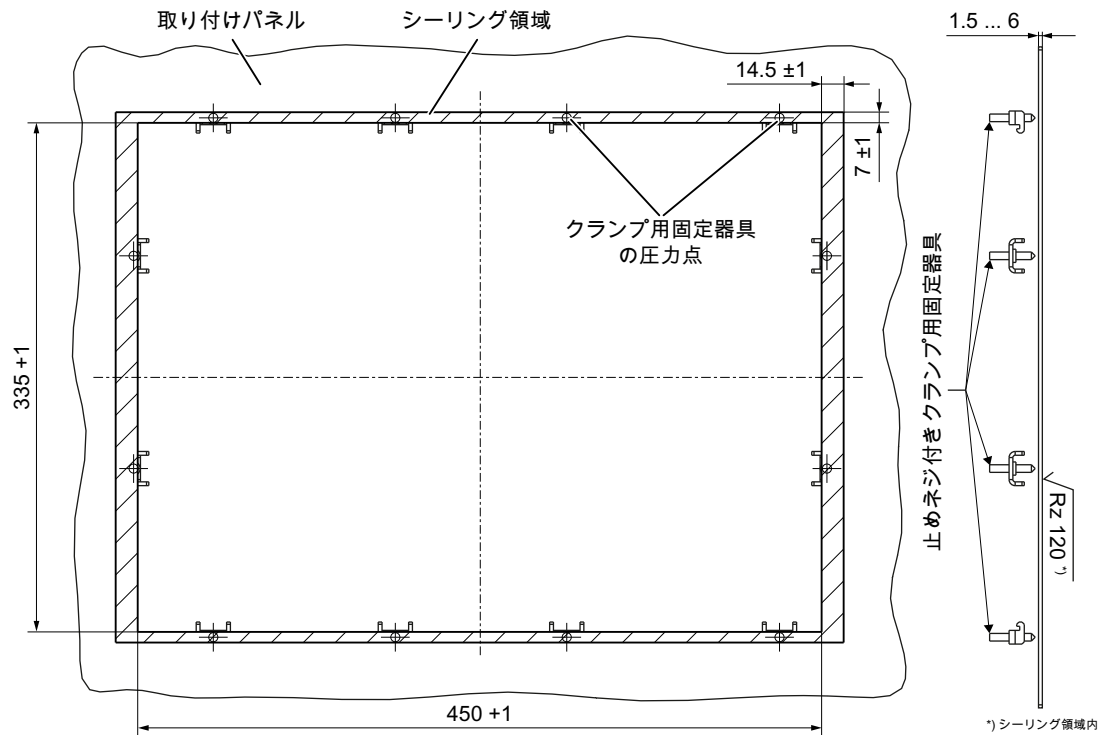 取り付けパネル
シーリング領域
1.5 ... 6
14.5 ±1
7 ±1
クランプ用固定器具
の圧力点
止めネジ付きクランプ用固定器具
335 +1
Rz 120 *)
450 +1
*) シーリング領域内